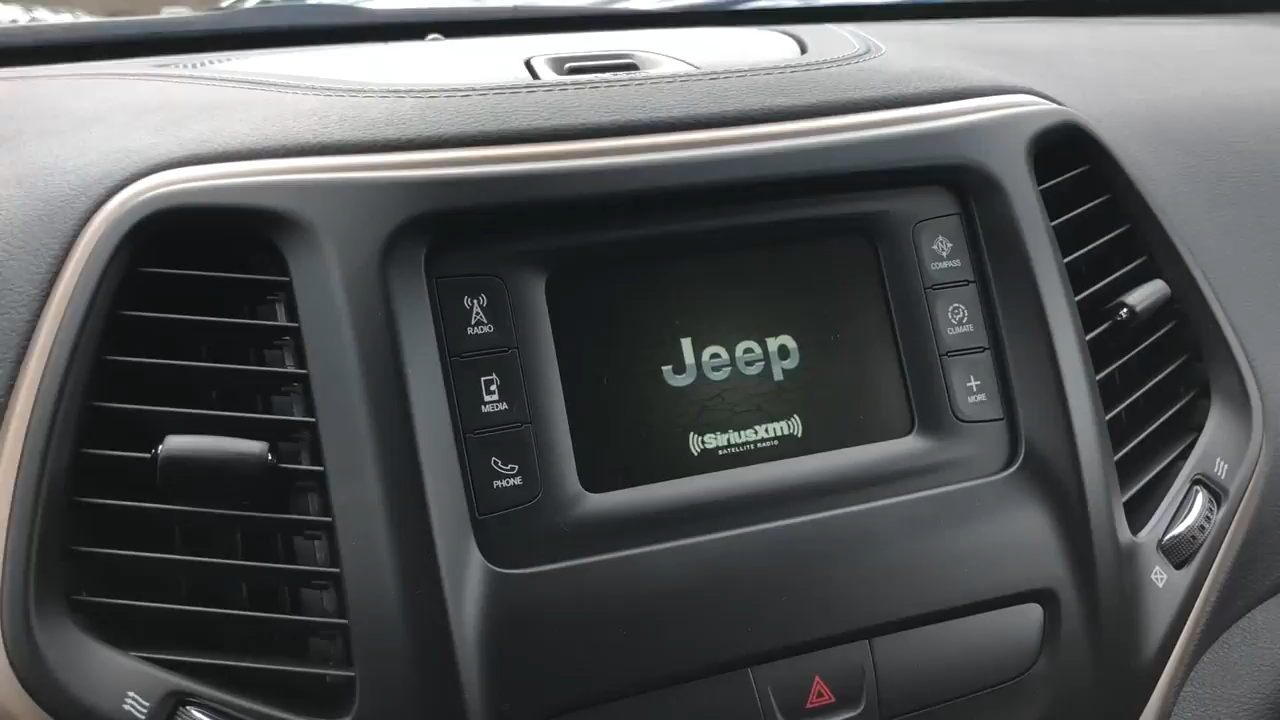 RADIO
MEDIA
PHONE
Jeep
SiriusXm
SATELLITE RADIO
N
COMPASS
CLIMATE
MORE